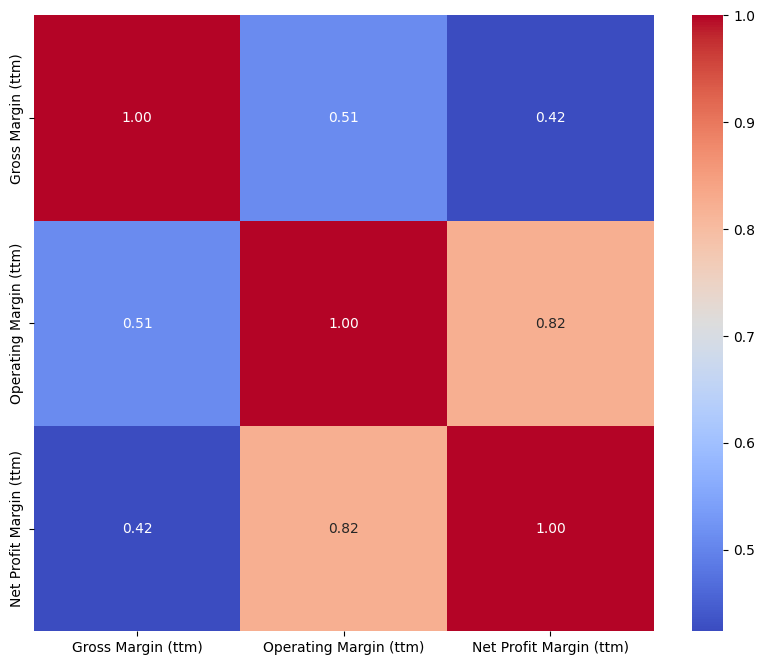 Gross Margin (ttm)
1.00 0.51 0.42
Operating Margin (ttm)
0.51 1.00 0.82
Net Profit Margin (ttm)
0.42 0.82 1.00
Gross Margin (ttm) Operating Margin (ttm) Net Profit Margin (ttm)
1.0
0.9
0.8
0.7
0.6
0.5